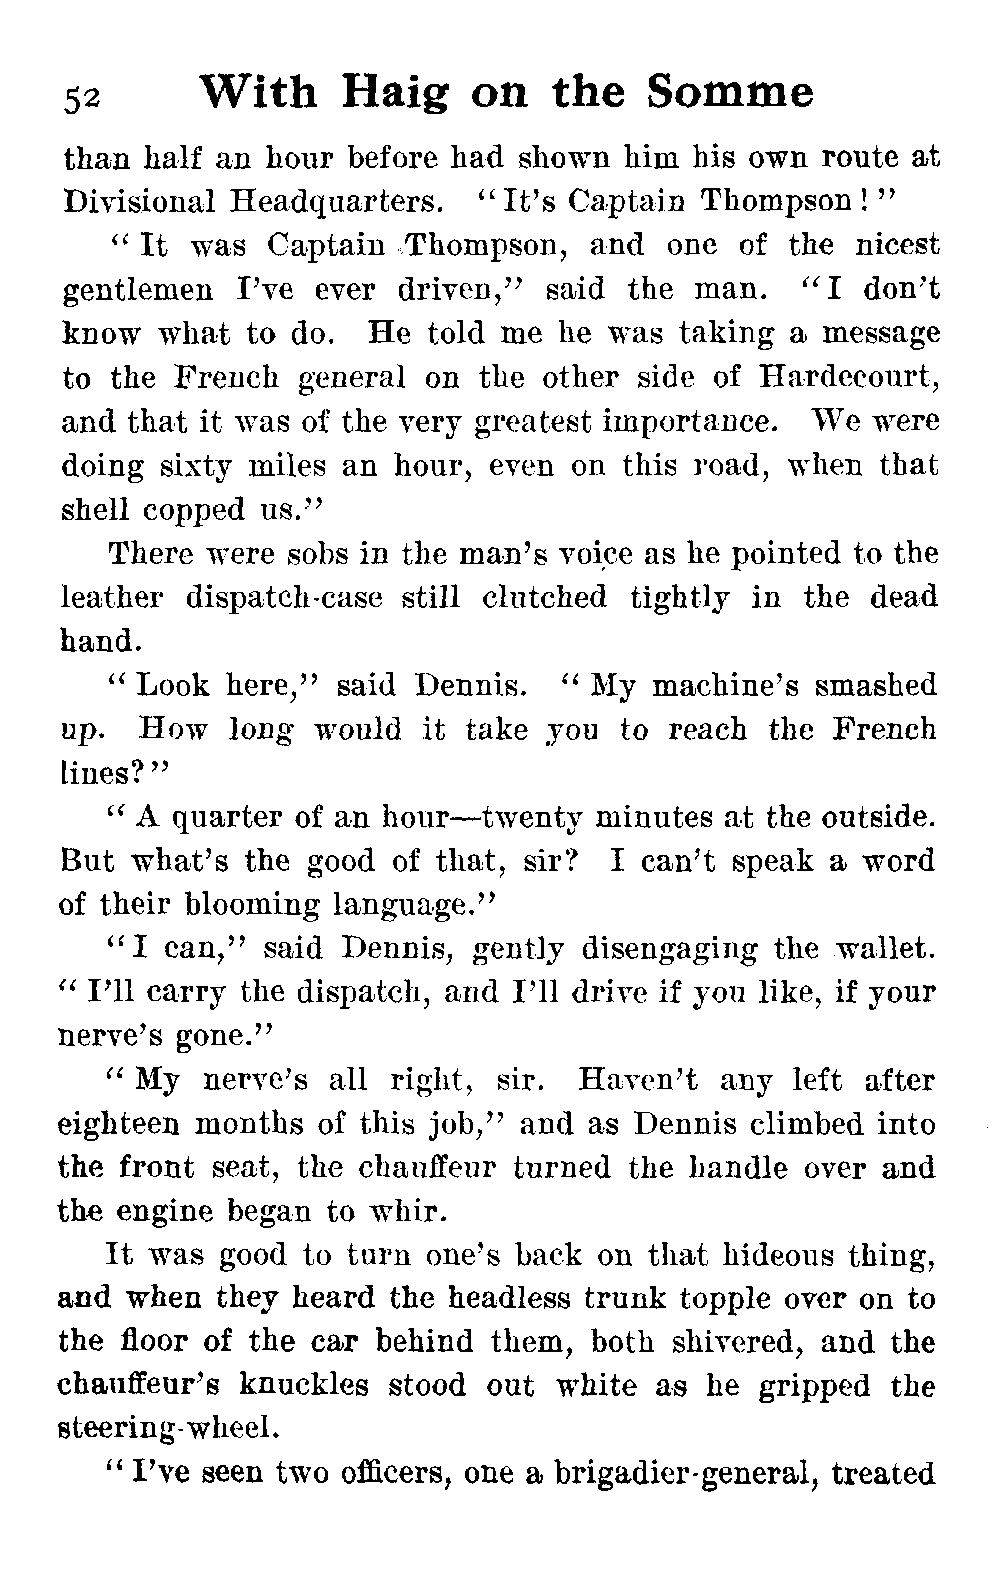 52 With Haig on the Somme
than half an hour before had shown him his own route at
Divisional Headquarters. “It’s Captain Thompson!”
“It was Captain Thompson, and one of the nicest
gentlemen I’ve ever driven,” said the man. “I don’t
know what to do. He told me he was taking a message
to the French general on the other side of Hardecourt,
and that it was of the very greatest importance. We were
doing sixty miles an hour, even on this road, when that
shell copped us.”
There were sobs in the man’s voice as he pointed to the
leather dispatch-case still clutched tightly in the dead
hand.
“Look here,” said Dennis. “My machine’s smashed
up. How long would it take you to reach the French
lines?”
“A quarter of an hour—twenty minutes at the outside.
But what’s the good of that, sir? I can’t speak a word
of their blooming language.”
“I can,” said Dennis, gently disengaging the wallet.
“I’ll carry the dispatch, and I’ll drive if you like, if your
nerve’s gone.”
“My nerve’s all right, sir. Haven’t any left after
eighteen months of this job,” and as Dennis climbed into
the front seat, the chauffeur turned the handle over and
the engine began to whir.
It was good to turn one’s back on that hideous thing,
and when they heard the headless trunk topple over on to
the floor of the car behind them, both shivered, and the
chauffeur’s knuckles stood out white as he gripped the
steering-wheel.
“I’ve seen two officers, one a brigadier-general, treated